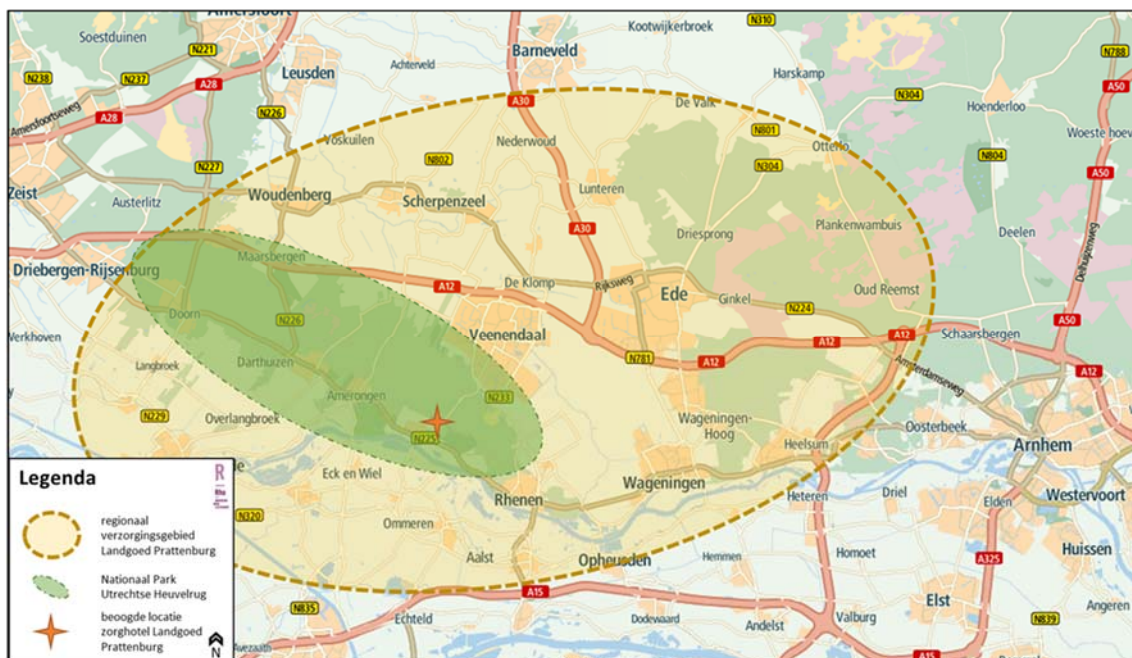 Amersfoort
Soestduinen
N221
N238
N237
A28
Leusden
Achterveld
Barneveld
Kootwijkerbroek
N310
Harskamp
N788
A50
Amersfoortseweg
A28
N226
A30
De Valk
N304
Hoenderloo
Woeste hoev
Voskuilen
Nederwoud
N801
N227
N802
N304
Otterlo
N804
A50
Zeist
Austerlitz
Woudenberg
Scherpenzeel
Lunteren
A30
Driesprong
Plankenwambuis
Deelen
Delhuijzenweg
Driebergen-Rijsenburg
Maarsbergen
A12
De Klomp
Rijksweg
Ede
Ginkel
Oud Reemst
N224
Doorn
N226
Veenendaal
A12
A12
Schaarsbergen
A50
Werkhoven
Langbroek
Darthuizen
N781
A12
Amsterdamseweg
A12
Amerongen
N233
N229
Overlangbroek
N225
Wageningen-
Hoog
Heelsum
Oosterbeek
Arnhem
Eck en Wiel
Rhenen
Wageningen
Heteren
Driel
Elden
Westervoort
N320
Ommeren
Aalst
Opheusden
Hemmen
Homoet
A325
Huissen
A15
Elst
N835
Echteld
Dodewaard
Andelst
Valburg
Angeren
N839
Avezaath
A15
Legenda
R
Rho
regionaal
verzorgingsgebied
Landgoed Prattenburg
Nationaal Park
Utrechtse Heuvelrug
beoogde locatie
zorghotel Landgoed
Prattenburg
N